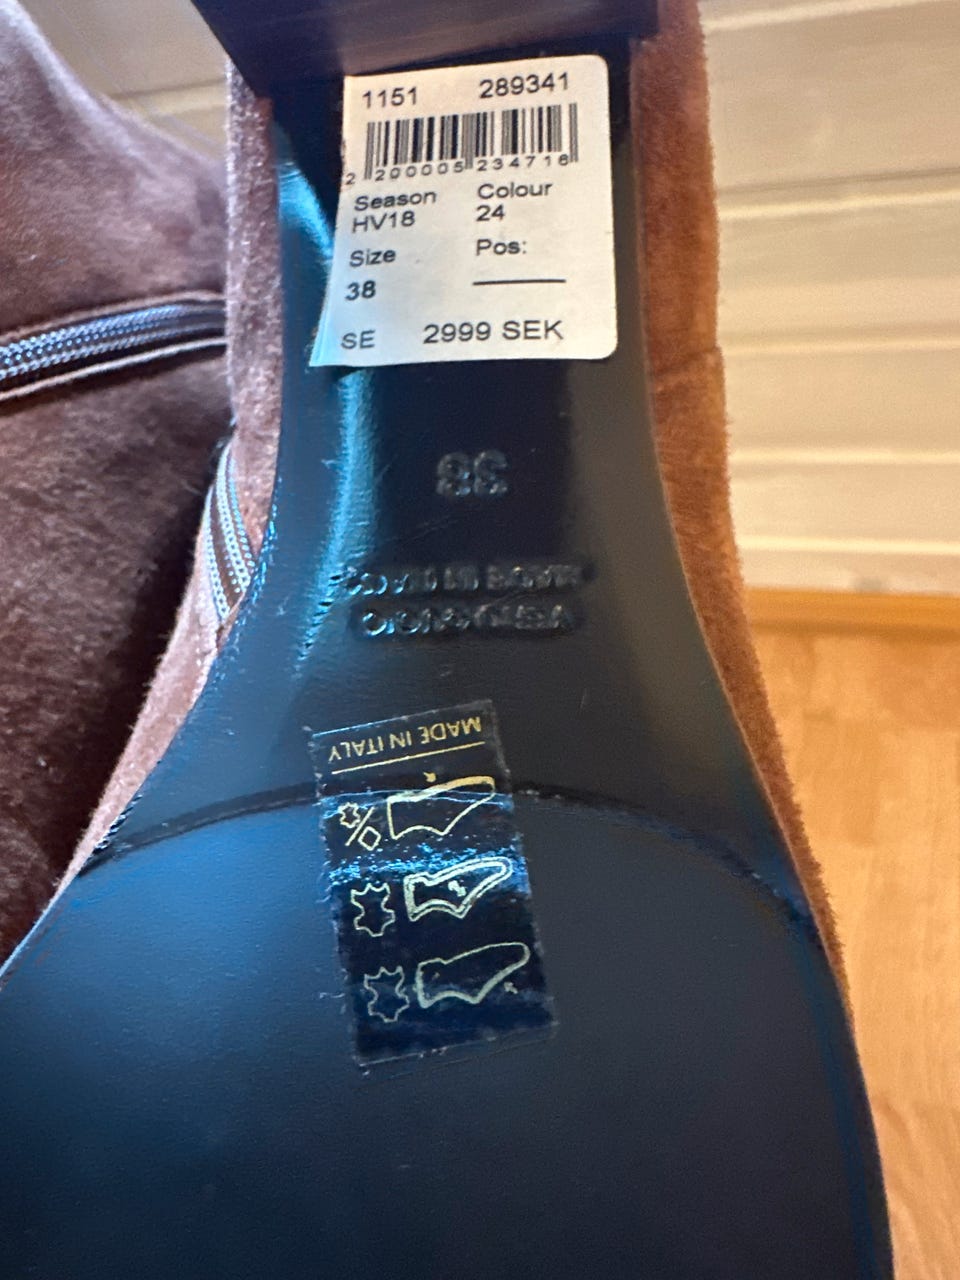 1151 289341
2 200005 234716
Season Colour
HV18 24
Size Pos:
38
SE 2999 SEK
38
MADE IN ITALY